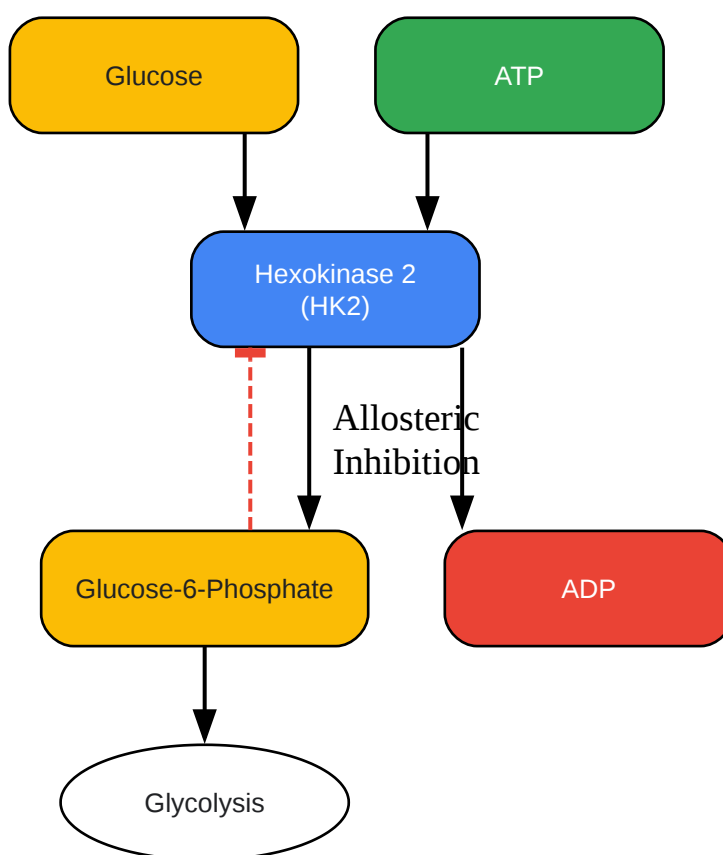 Glucose
ATP
Hexokinase 2
(HK2)
Allosteric
Inhibition
Glucose-6-Phosphate
ADP
Glycolysis